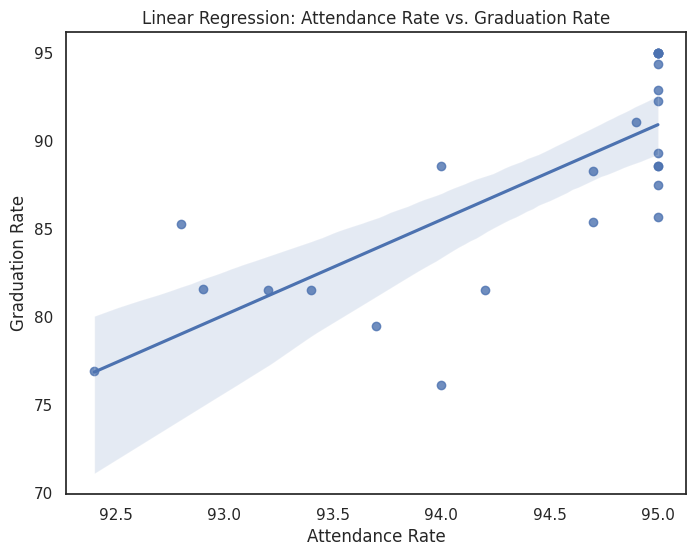 Linear Regression: Attendance Rate vs. Graduation Rate
95
90
85
80
75
70
Graduation Rate
92.5 93.0 93.5 94.0 94.5 95.0
Attendance Rate